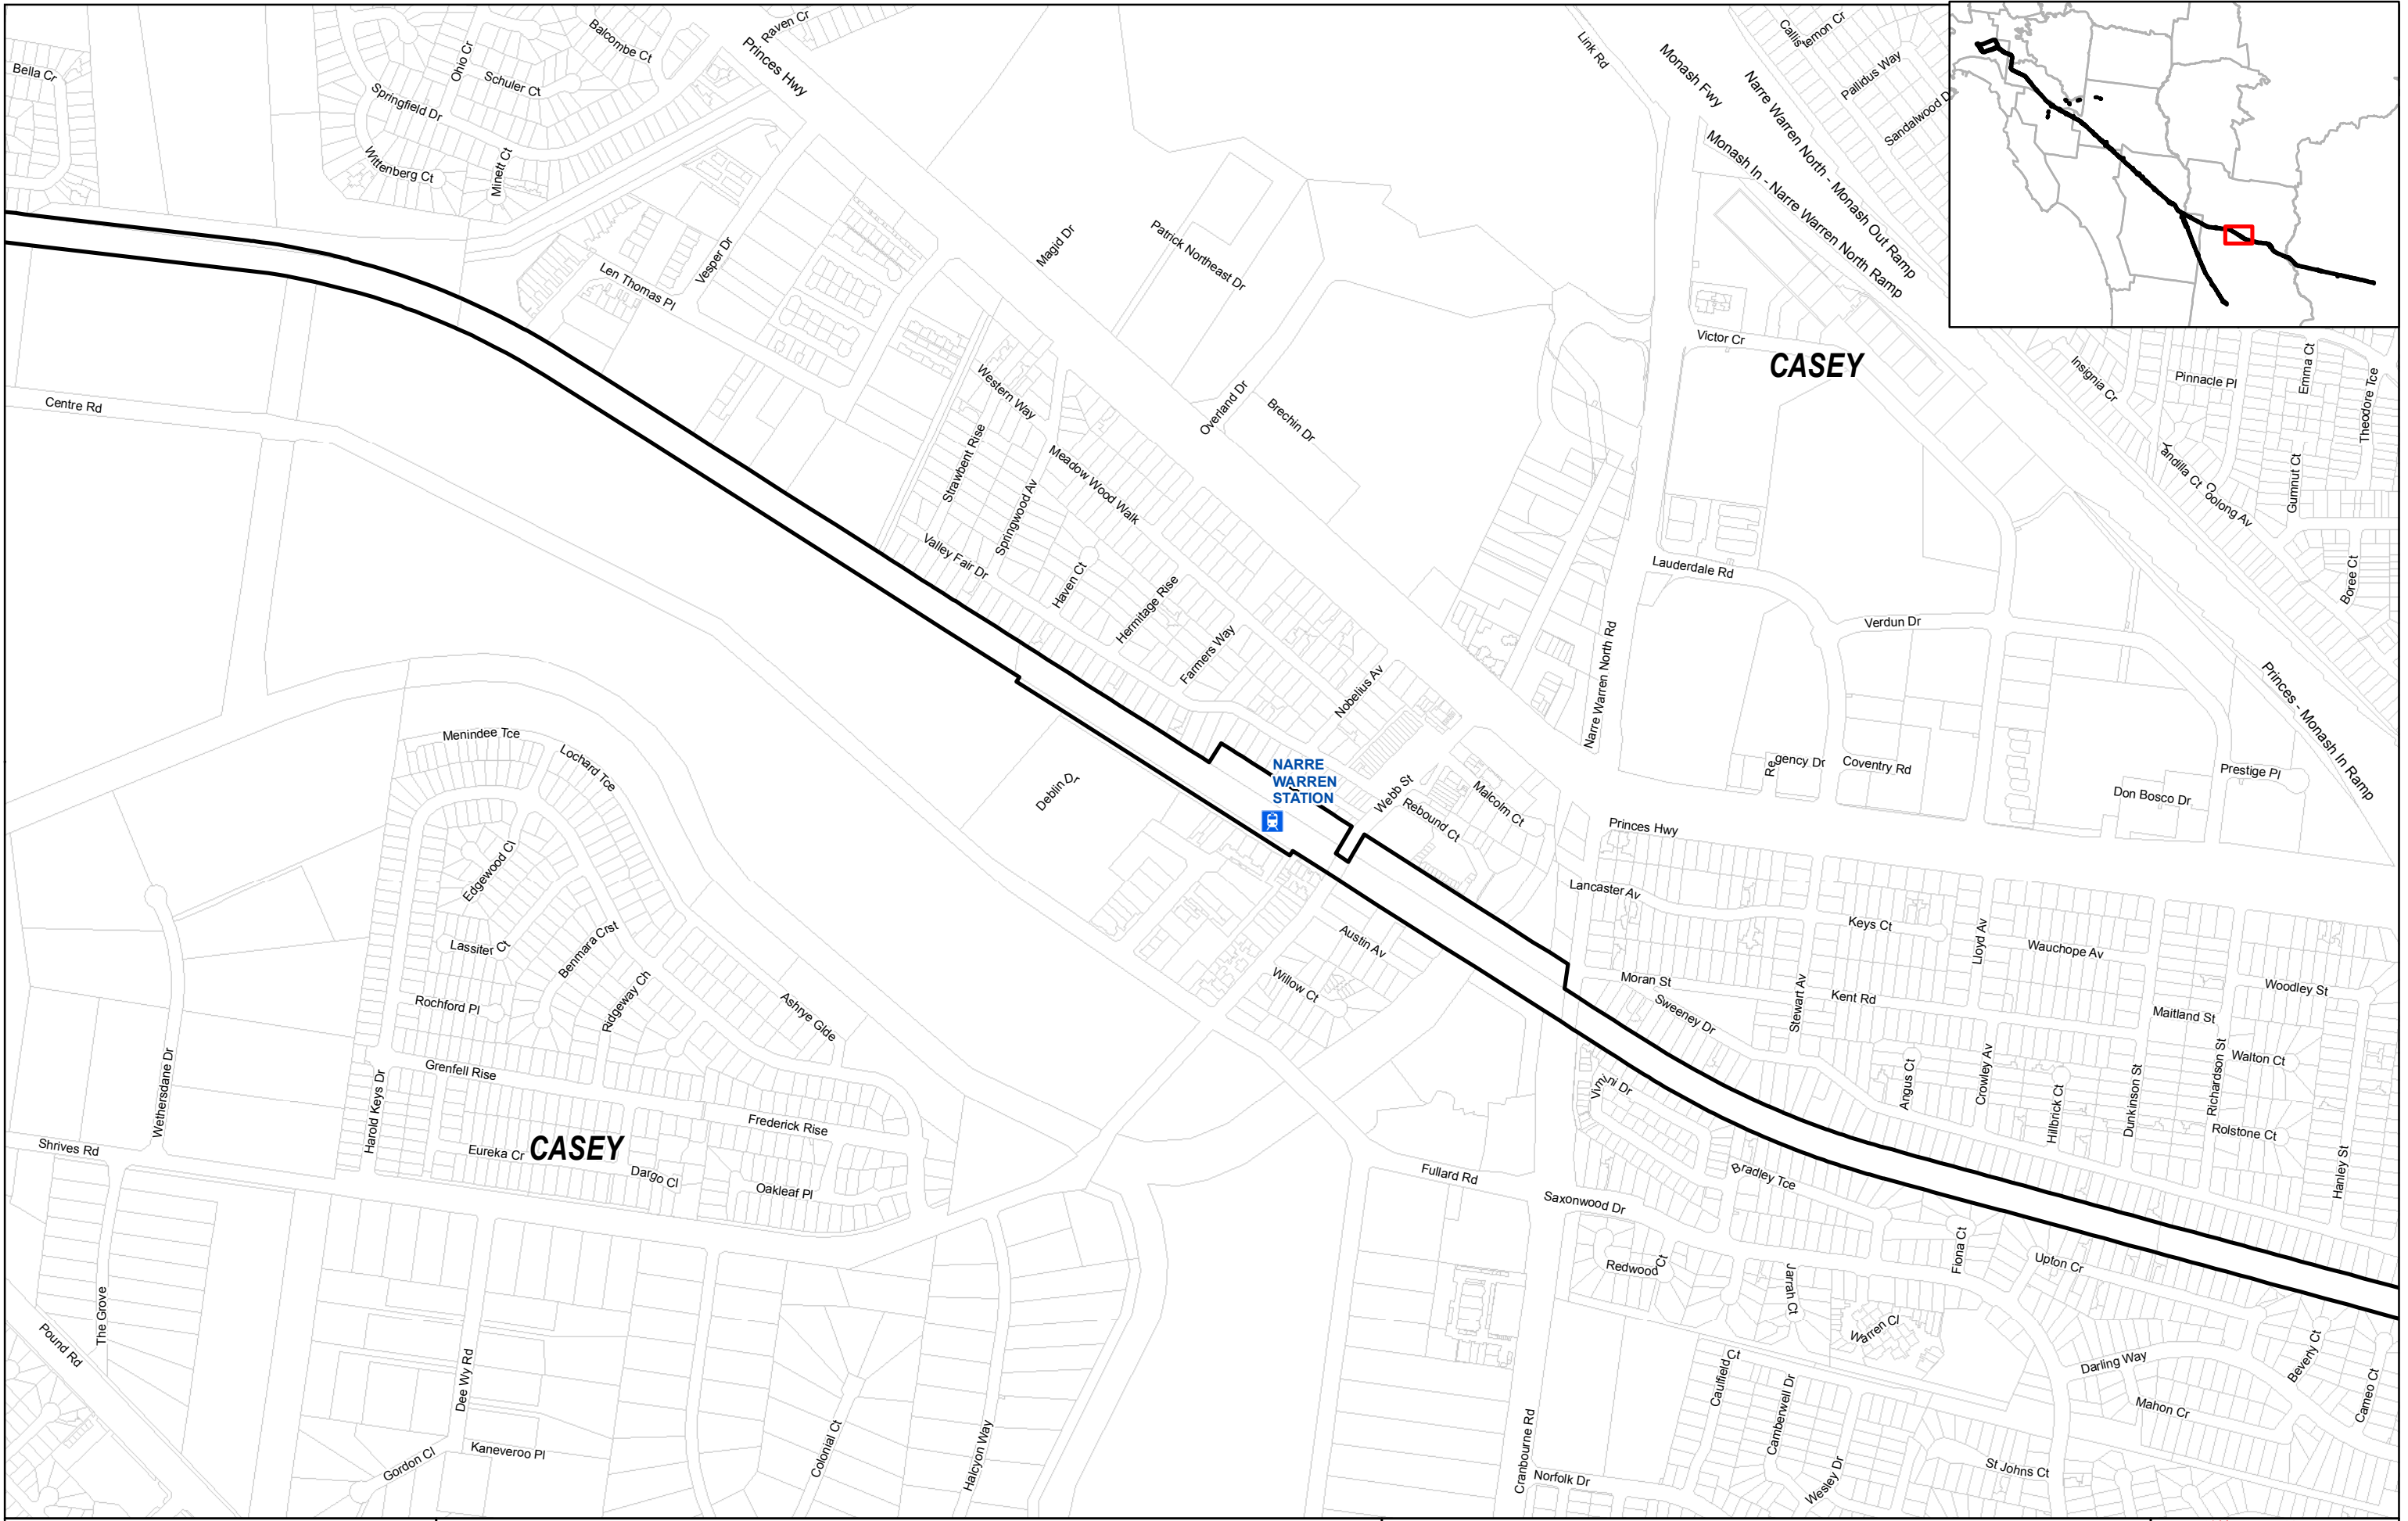 Bella Cr
Ohio Cr
Balcombe Ct
Schuler Ct
Springfield Dr
Wittenberg Ct
Minett Ct
Raven Cr
Princes Hwy
Link Rd
Monash Fwy
Callistemon Cr
Pallidus Way
Narre Warren North - Monash Out Ramp
Monash In - Narre Warren North Ramp
Len Thomas Pl
Vesper Dr
Magid Dr
Patrick Northeast Dr
Victor Cr
CASEY
Insignia Cr
Pinnacle Pl
Emma Ct
Theodore Tce
Centre Rd
Western Way
Strawbent Rise
Springwood Av
Meadow Wood Walk
Overland Dr
Brechin Dr
Yandilla Ct
Coolong Av
Gumnut Ct
Boree Ct
Valley Fair Dr
Haven Ct
Hermitage Rise
Farmers Way
Nobelius Av
Lauderdale Rd
Verdun Dr
Narre Warren North Rd
Princes - Monash In Ramp
Menindee Tce
Lochard Tce
Deblin Dr
NARRE
WARREN
STATION
Webb St
Rebound Ct
Malcolm Ct
Regency Dr
Coventry Rd
Don Bosco Dr
Prestige Pl
Princes Hwy
Edgewood Cl
Lassiter Ct
Benmara Crst
Ridgeway Ch
Rochford Pl
Ashrye Glde
Austin Av
Willow Ct
Lancaster Av
Keys Ct
Lloyd Av
Wauchope Av
Moran St
Sweeney Dr
Stewart Av
Kent Rd
Woodley St
Maitland St
Walton Ct
Wethersdane Dr
Grenfell Rise
Harold Keys Dr
Frederick Rise
Vimini Dr
Angus Ct
Crowley Av
Hillbrick Ct
Dunkinson St
Richardson St
Rolstone Ct
Hanley St
Shrives Rd
Eureka Cr
CASEY
Dargo Cl
Oakleaf Pl
Fullard Rd
Saxonwood Dr
Bradley Tce
Redwood Ct
Jarrah Ct
Fiona Ct
Upton Cr
The Grove
Pound Rd
Dee Wy Rd
Gordon Cl
Kaneveroo Pl
Colonial Ct
Halcyon Way
Cranbourne Rd
Norfolk Dr
Caulfield Ct
Camberwell Dr
Wesley Dr
Warren Cl
St Johns Ct
Darling Way
Mahon Cr
Beverly Ct
Cameo Ct